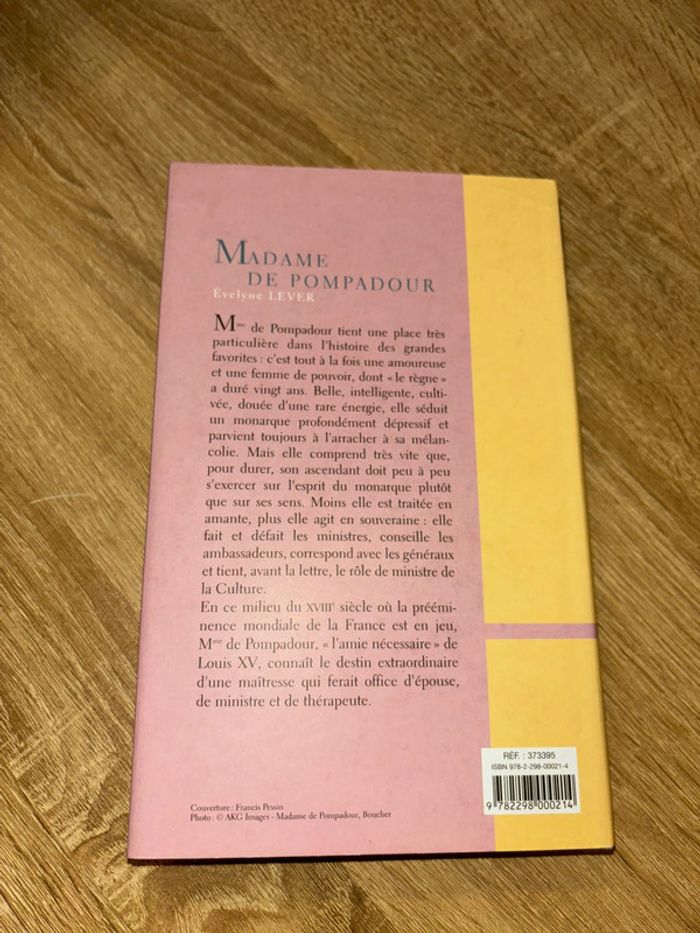 MADAME
DE POMPADOUR
Évelyne LEVER
Mme de Pompadour tient une place très
particulière dans l'histoire des grandes
favorites : c'est tout à la fois une amoureuse
et une femme de pouvoir, dont « le règne »
a duré vingt ans. Belle, intelligente, culti-
vée, douée d'une rare énergie, elle séduit
un monarque profondément dépressif et
parvient toujours à l'arracher à sa mélan-
colie. Mais elle comprend très vite que,
pour durer, son ascendant doit peu à peu
s'exercer sur l'esprit du monarque plutôt
que sur ses sens. Moins elle est traitée en
amante, plus elle agit en souveraine : elle
fait et défait les ministres, conseille les
ambassadeurs, correspond avec les généraux
et tient, avant la lettre, le rôle de ministre de
la Culture.
En ce milieu du XVIIIe siècle où la préémi-
nence mondiale de la France est en jeu,
Mme de Pompadour, « l'amie nécessaire » de
Louis XV, connaît le destin extraordinaire
d'une maîtresse qui ferait office d'épouse,
de ministre et de thérapeute.
RÉF. : 373395
ISBN 978-2-298-00021-4
9 782298 000214
Couverture : Francis Pessin
Photo : © AKG Images - Madame de Pompadour, Boucher